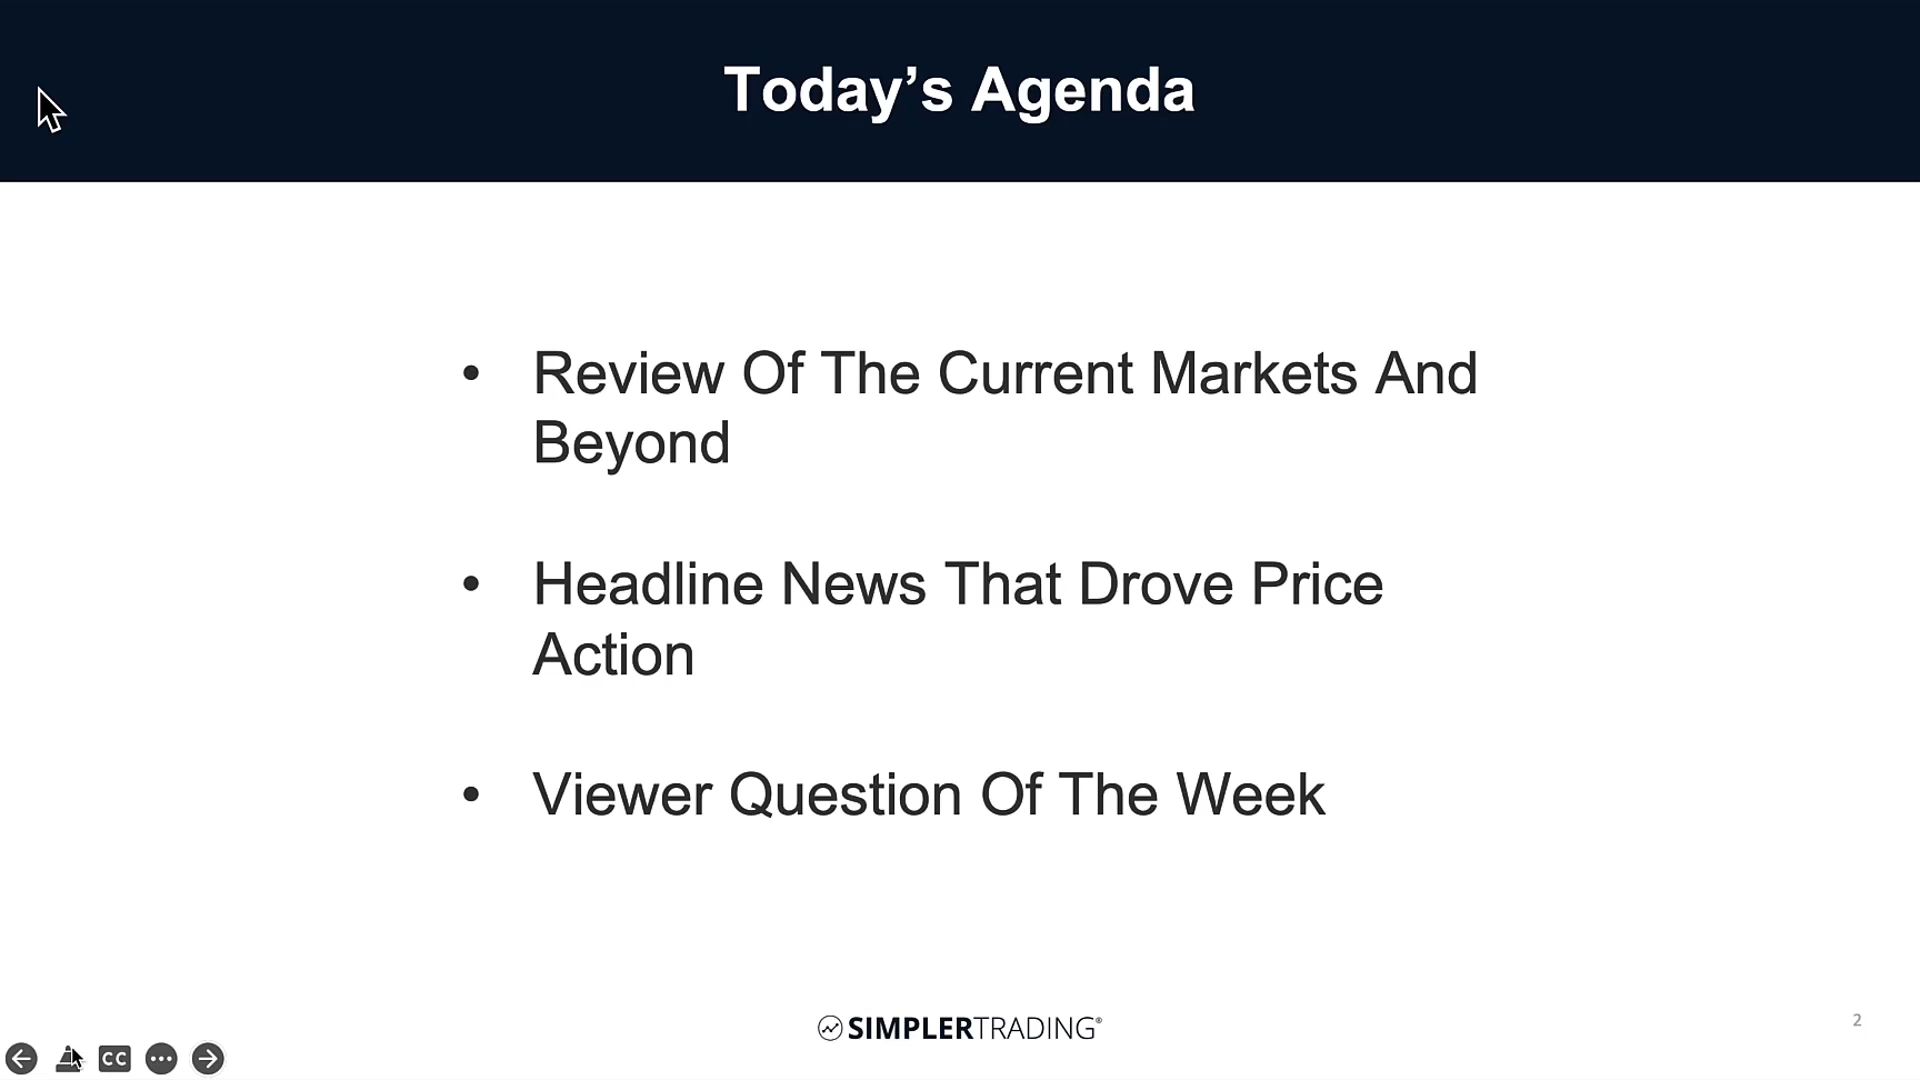 Today’s Agenda
• Review Of The Current Markets And
Beyond
• Headline News That Drove Price
Action
• Viewer Question Of The Week
SIMPLERTRADING®
2
CC